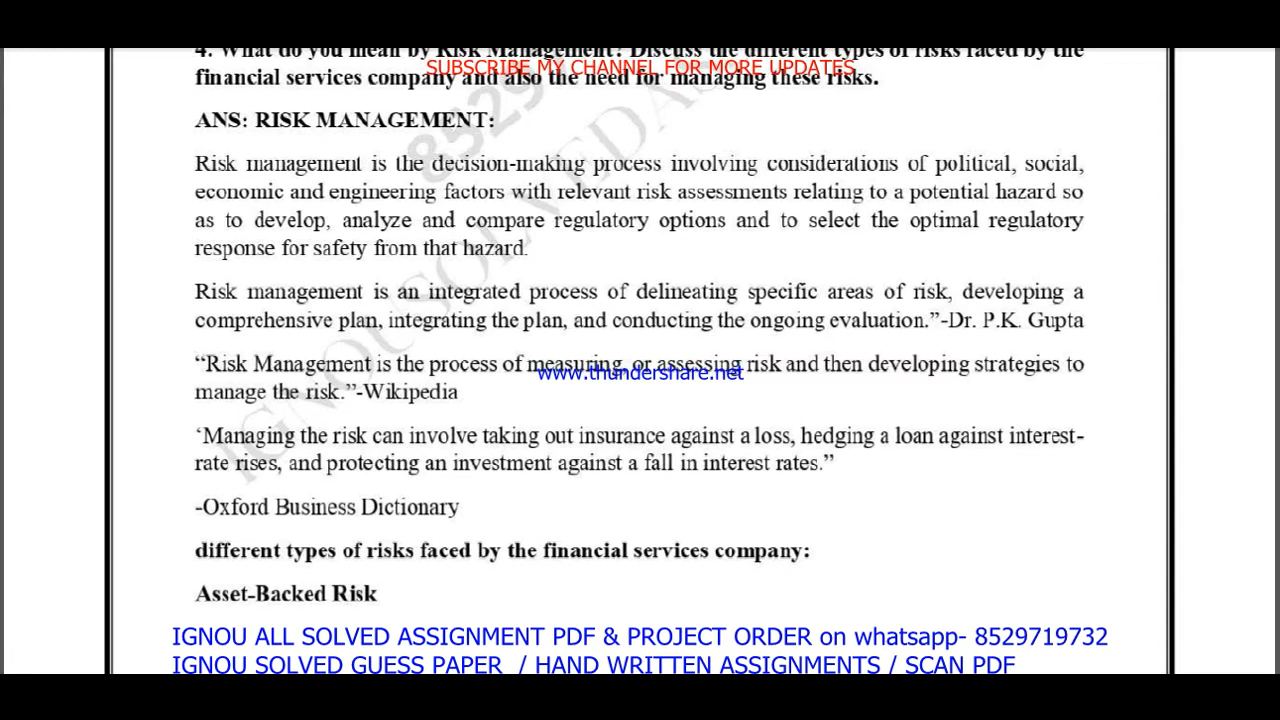 4. What do you mean by Risk Management? Discuss the different types of risks faced by the
SUBSCRIBE MY CHANNEL FOR MORE UPDATES
financial services company and also the need for managing these risks.
ANS: RISK MANAGEMENT:
Risk management is the decision-making process involving considerations of political, social,
economic and engineering factors with relevant risk assessments relating to a potential hazard so
as to develop, analyze and compare regulatory options and to select the optimal regulatory
response for safety from that hazard.
Risk management is an integrated process of delineating specific areas of risk, developing a
comprehensive plan, integrating the plan, and conducting the ongoing evaluation.”-Dr. P.K. Gupta
“Risk Management is the process of measuring, or assessing risk and then developing strategies to
www.thundershare.net
manage the risk.”-Wikipedia
‘Managing the risk can involve taking out insurance against a loss, hedging a loan against interest-
rate rises, and protecting an investment against a fall in interest rates.”
-Oxford Business Dictionary
different types of risks faced by the financial services company:
Asset-Backed Risk
IGNOU ALL SOLVED ASSIGNMENT PDF & PROJECT ORDER on whatsapp- 8529719732
IGNOU SOLVED GUESS PAPER / HAND WRITTEN ASSIGNMENTS / SCAN PDF